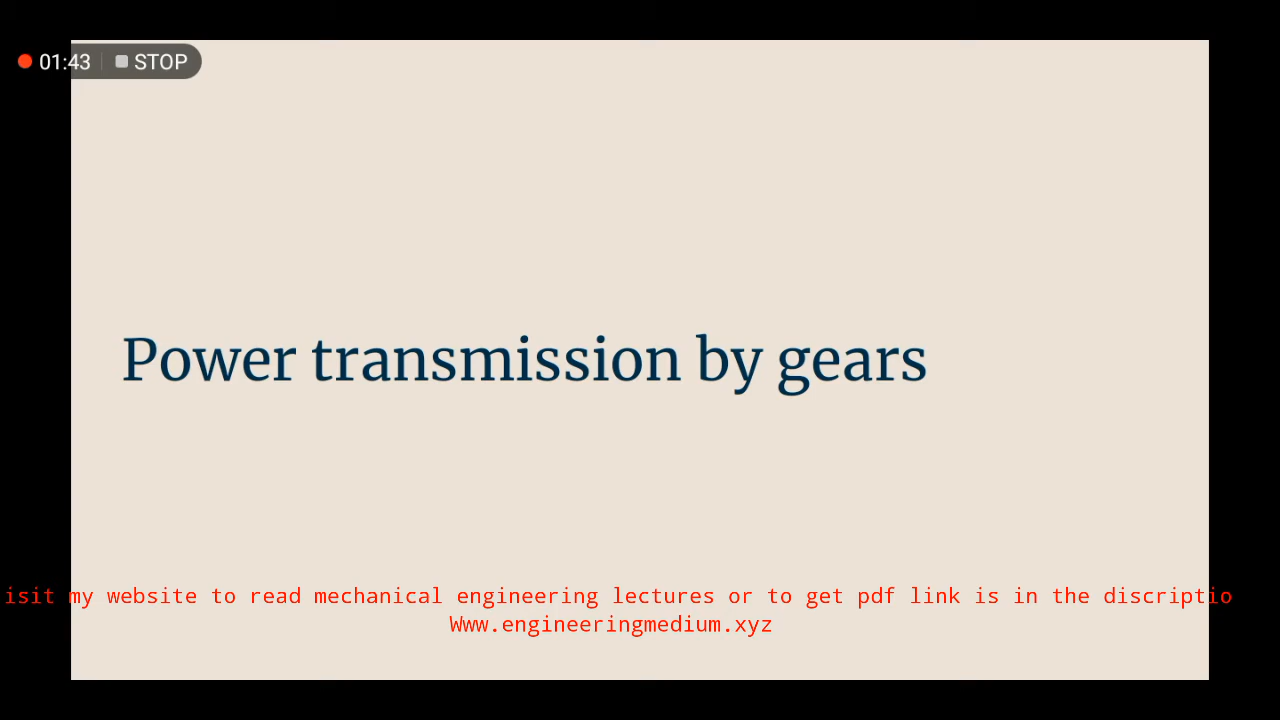 01:43 STOP
Power transmission by gears
isit my website to read mechanical engineering lectures or to get pdf link is in the discriptio
Www.engineeringmedium.xyz